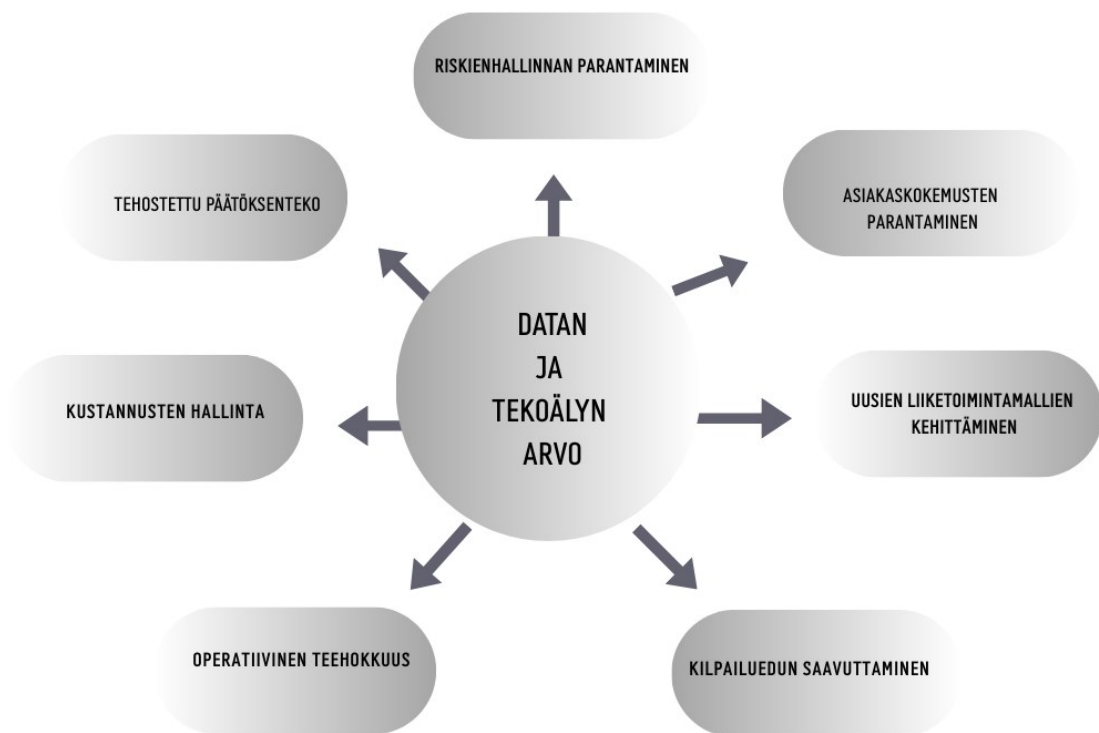 RISKIENHALLINNAN PARANTAMINEN
TEHOSTETTU PÄÄTÖKSENTEKO
ASIAKASKOKEMUSTEN
PARANTAMINEN
DATAN
JA
TEKOÄLYN
ARVO
KUSTANNUSTEN HALLINTA
UUSIEN LIIKETOIMINTAMALLIEN
KEHITTÄMINEN
OPERATIIVINEN TEEHOKKUUS
KILPAILUEDUN SAAVUTTAMINEN